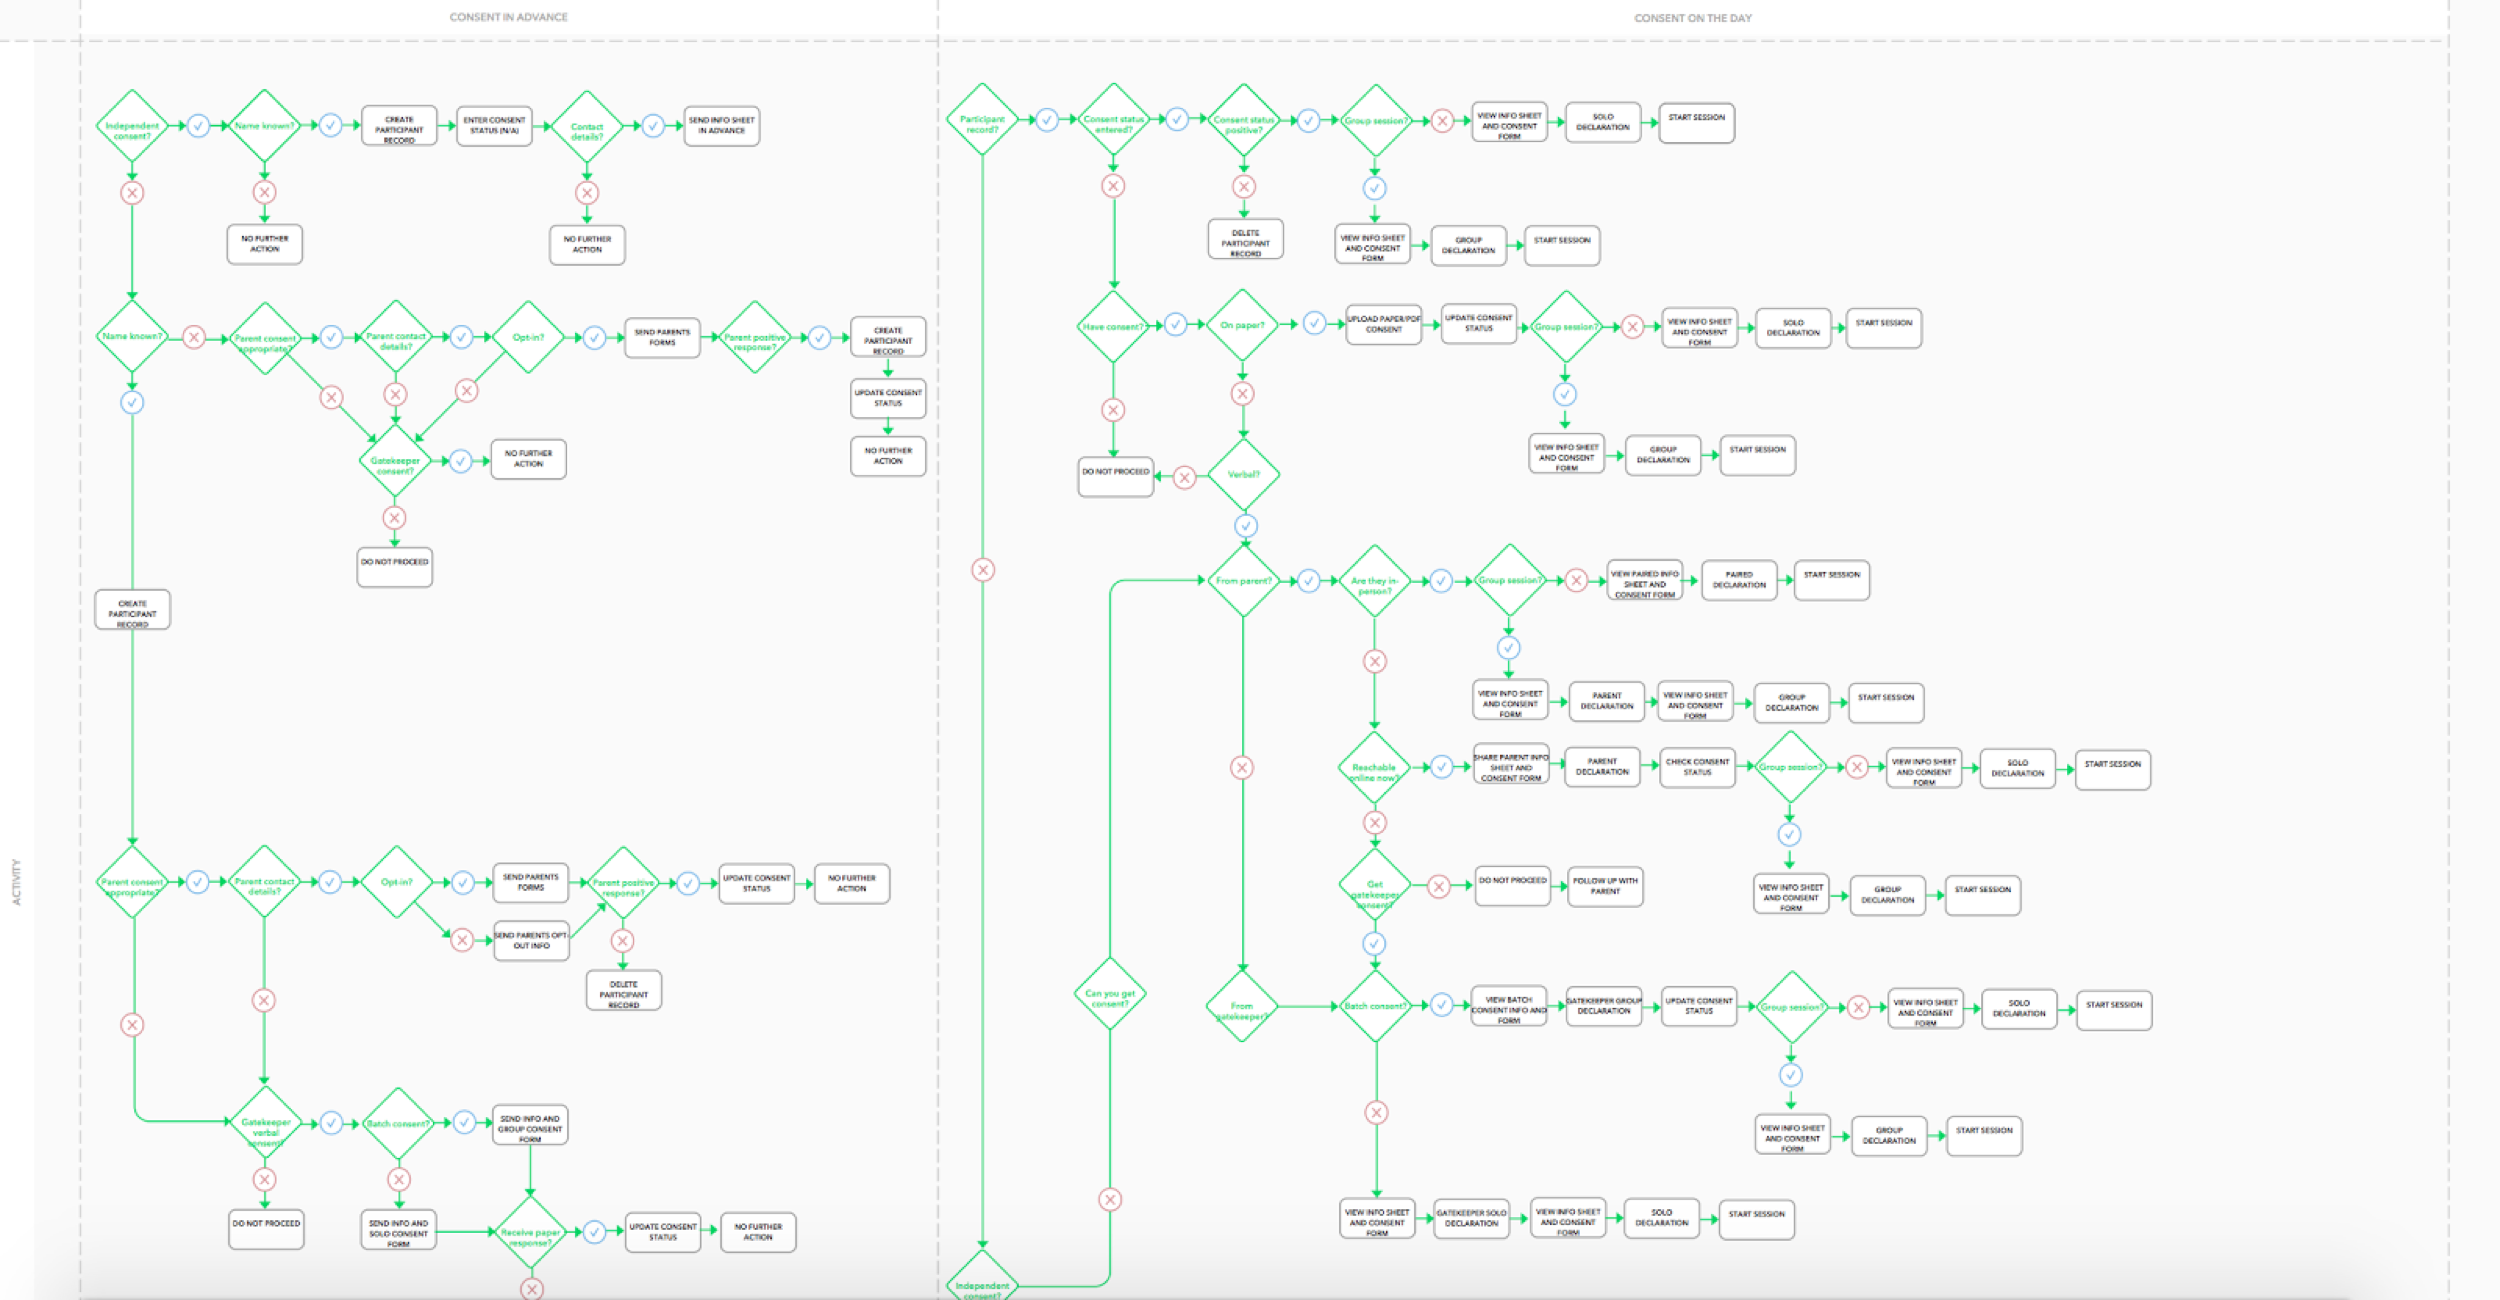 CONSENT IN ADVANCE
CONSENT ON THE DAY
ACTIVITY
Independent
consent?
Name known?
CREATE
PARTICIPANT
RECORD
ENTER CONSENT
STATUS (N/A)
Contact
details?
SEND INFO SHEET
IN ADVANCE
NO FURTHER
ACTION
NO FURTHER
ACTION
Name known?
Parent consent
appropriate?
Parent contact
details?
Opt-in?
SEND PARENTS
FORMS
Parent positive
response?
CREATE
PARTICIPANT
RECORD
UPDATE CONSENT
STATUS
NO FURTHER
ACTION
Gatekeeper
consent?
NO FURTHER
ACTION
DO NOT PROCEED
CREATE
PARTICIPANT
RECORD
Parent consent
appropriate?
Parent contact
details?
Opt-in?
SEND PARENTS
FORMS
Parent positive
response?
UPDATE CONSENT
STATUS
NO FURTHER
ACTION
SEND PARENTS OPT-
OUT INFO
DELETE
PARTICIPANT
RECORD
Gatekeeper
verbal
consent?
Batch consent?
SEND INFO AND
GROUP CONSENT
FORM
DO NOT PROCEED
SEND INFO AND
SOLO CONSENT
FORM
Receive paper
response?
UPDATE CONSENT
STATUS
NO FURTHER
ACTION
Participant
record?
Consent status
entered?
Consent status
positive?
Group session?
VIEW INFO SHEET
AND CONSENT
FORM
SOLO
DECLARATION
START SESSION
DELETE
PARTICIPANT
RECORD
VIEW INFO SHEET
AND CONSENT
FORM
GROUP
DECLARATION
START SESSION
Have consent?
On paper?
UPLOAD PAPER/PDF
CONSENT
UPDATE CONSENT
STATUS
Group session?
VIEW INFO SHEET
AND CONSENT
FORM
SOLO
DECLARATION
START SESSION
VIEW INFO SHEET
AND CONSENT
FORM
GROUP
DECLARATION
START SESSION
DO NOT PROCEED
Verbal?
From parent?
Are they in-
person?
Group session?
VIEW PAIRED INFO
SHEET AND
CONSENT FORM
PAIRED
DECLARATION
START SESSION
VIEW INFO SHEET
AND CONSENT
FORM
PARENT
DECLARATION
VIEW INFO SHEET
AND CONSENT
FORM
GROUP
DECLARATION
START SESSION
Reachable
online now?
SHARE PARENT INFO
SHEET AND
CONSENT FORM
PARENT
DECLARATION
CHECK CONSENT
STATUS
Group session?
VIEW INFO SHEET
AND CONSENT
FORM
SOLO
DECLARATION
START SESSION
Get
gatekeeper
consent?
DO NOT PROCEED
FOLLOW UP WITH
PARENT
VIEW INFO SHEET
AND CONSENT
FORM
GROUP
DECLARATION
START SESSION
Can you get
consent?
From
gatekeeper?
Batch consent?
VIEW BATCH
CONSENT INFO AND
FORM
GATEKEEPER GROUP
DECLARATION
UPDATE CONSENT
STATUS
Group session?
VIEW INFO SHEET
AND CONSENT
FORM
SOLO
DECLARATION
START SESSION
VIEW INFO SHEET
AND CONSENT
FORM
GROUP
DECLARATION
START SESSION
VIEW INFO SHEET
AND CONSENT
FORM
GATEKEEPER SOLO
DECLARATION
VIEW INFO SHEET
AND CONSENT
FORM
SOLO
DECLARATION
START SESSION
Independent
consent?